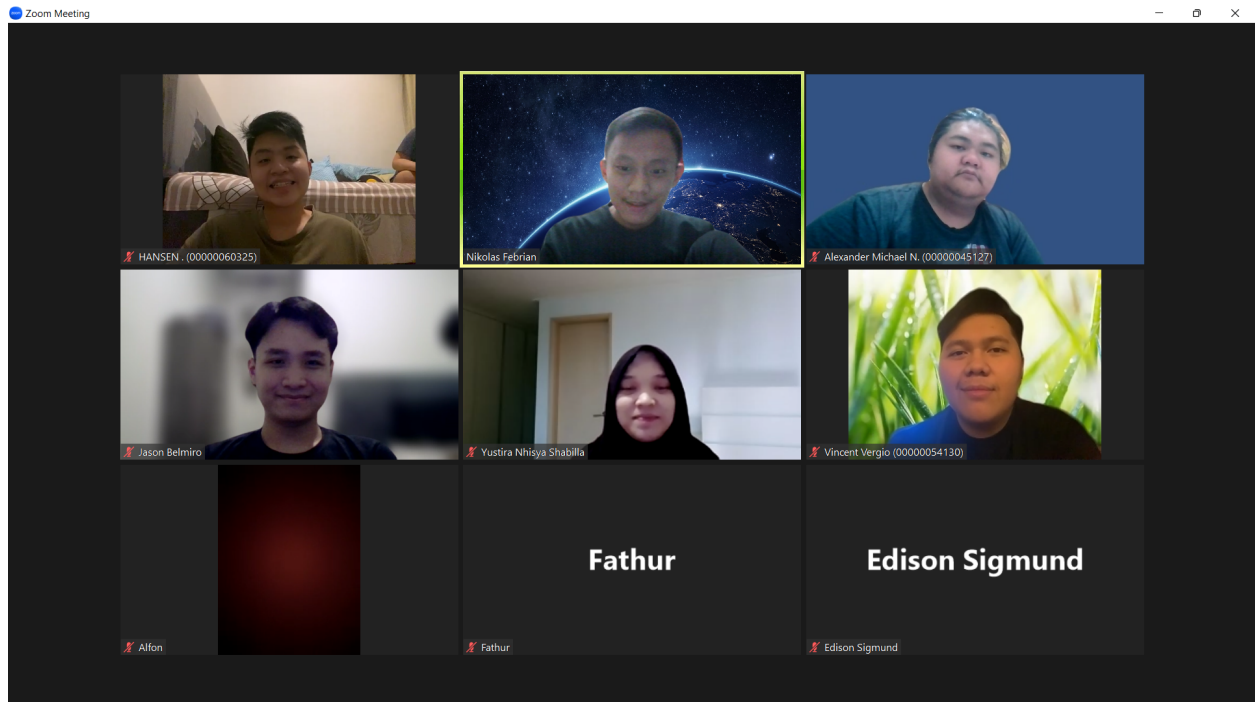 Zoom Meeting
HANSEN . (00000060325)
Nikolas Febrian
Alexander Michael N. (00000045127)
Jason Belmiro
Yustira Nhisya Shabilla
Vincent Vergio (00000054130)
Fathur
Edison Sigmund
Alfon
Fathur
Edison Sigmund